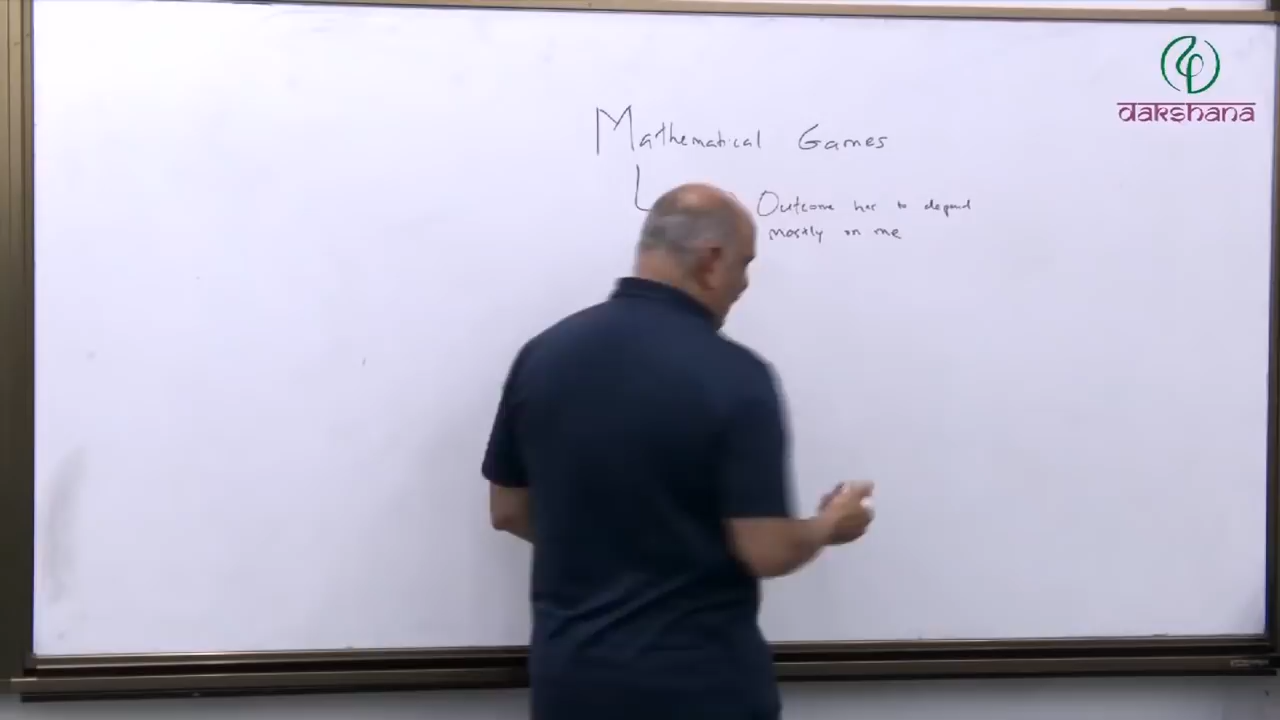 dakshana
Mathematical Games
Outcome has to depend
mostly on me